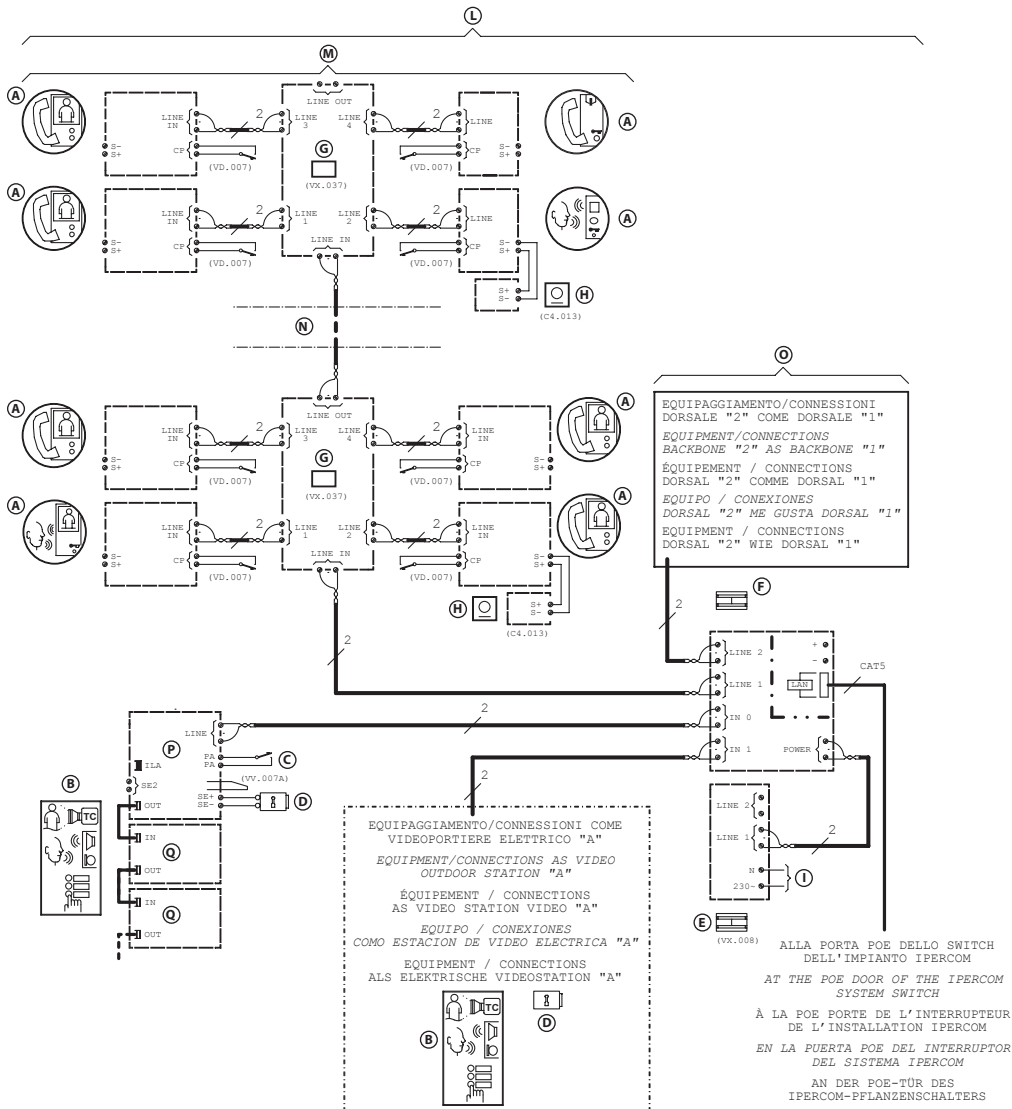 L
M
A
LINE IN
S-
S+
CP
2
(VD.007)
LINE OUT
LINE 3
LINE 4
G
(VX.037)
2
LINE
CP
S-
S+
(VD.007)
A
A
LINE IN
S-
S+
CP
2
(VD.007)
LINE 1
LINE 2
LINE IN
2
LINE
CP
S-
S+
(VD.007)
A
S+
S-
H
(C4.013)
N
A
LINE IN
S-
S+
CP
2
(VD.007)
LINE OUT
LINE 3
LINE 4
G
(VX.037)
2
LINE IN
CP
S-
S+
(VD.007)
A
A
LINE IN
S-
S+
CP
2
(VD.007)
LINE 1
LINE 2
LINE IN
2
LINE IN
CP
S-
S+
(VD.007)
A
H
S+
S-
(C4.013)
2
O
EQUIPAGGIAMENTO/CONNESSIONI
DORSALE "2" COME DORSALE "1"
EQUIPMENT/CONNECTIONS
BACKBONE "2" AS BACKBONE "1"
ÉQUIPEMENT / CONNECTIONS
DORSAL "2" COMME DORSAL "1"
EQUIPO / CONEXIONES
DORSAL "2" ME GUSTA DORSAL "1"
EQUIPMENT / CONNECTIONS
DORSAL "2" WIE DORSAL "1"
2
F
LINE 2
LINE 1
IN 0
IN 1
+
-
LAN
POWER
CAT5
2
2
B
TC
P
LINE
ILA
PA
PA
C
(VV.007A)
SE2
SE+
SE-
D
OUT
IN
Q
OUT
IN
Q
OUT
EQUIPAGGIAMENTO/CONNESSIONI COME
VIDEOPORTIERE ELETTRICO "A"
EQUIPMENT/CONNECTIONS AS VIDEO
OUTDOOR STATION "A"
ÉQUIPEMENT / CONNECTIONS
AS VIDEO STATION VIDEO "A"
EQUIPO / CONEXIONES
COMO ESTACION DE VIDEO ELECTRICA "A"
EQUIPMENT / CONNECTIONS
ALS ELEKTRISCHE VIDEOSTATION "A"
B
TC
D
LINE 2
LINE 1
2
N
230~
I
E
(VX.008)
ALLA PORTA POE DELLO SWITCH
DELL'IMPIANTO IPERCOM
AT THE POE DOOR OF THE IPERCOM
SYSTEM SWITCH
À LA POE PORTE DE L'INTERRUPTEUR
DE L'INSTALLATION IPERCOM
EN LA PUERTA POE DEL INTERRUPTOR
DEL SISTEMA IPERCOM
AN DER POE-TÜR DES
IPERCOM-PFLANZENSCHALTERS